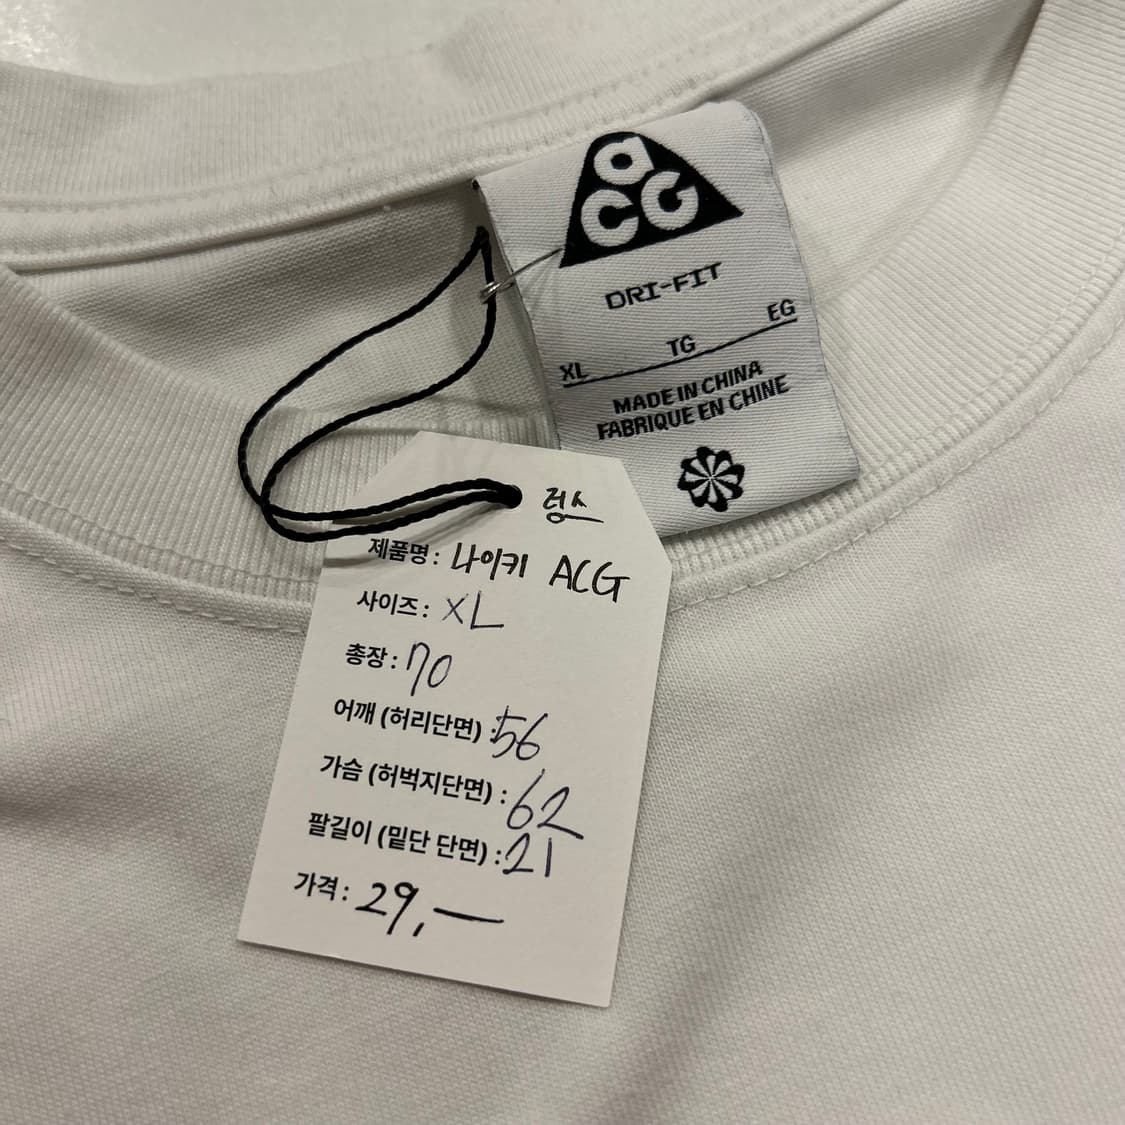 aCG
DRI-FIT
XL TG EG
MADE IN CHINA
FABRIQUE EN CHINE
텅스
제품명: 나이키 ACG
사이즈: XL
총장: 70
어깨 (허리단면) : 56
가슴 (허벅지단면) : 62
팔길이 (밑단 단면) : 21
가격: 29,—